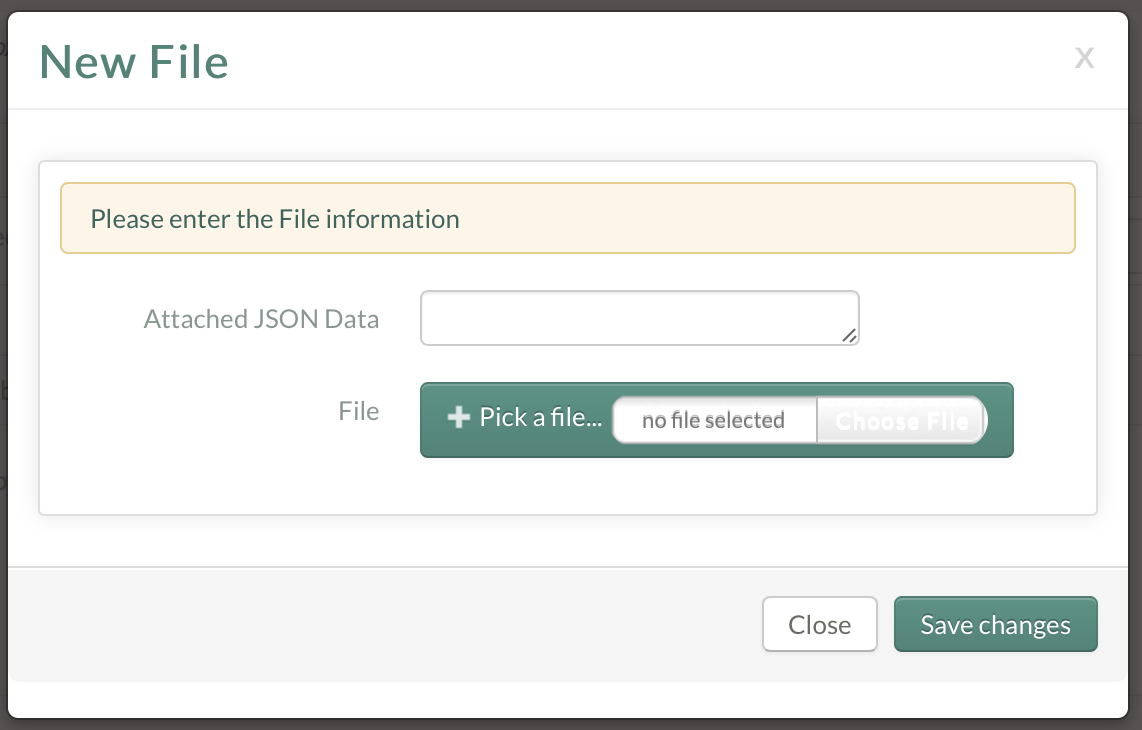 New File
X
Please enter the File information
Attached JSON Data
File
Pick a file...
no file selected
Choose File
Close
Save changes